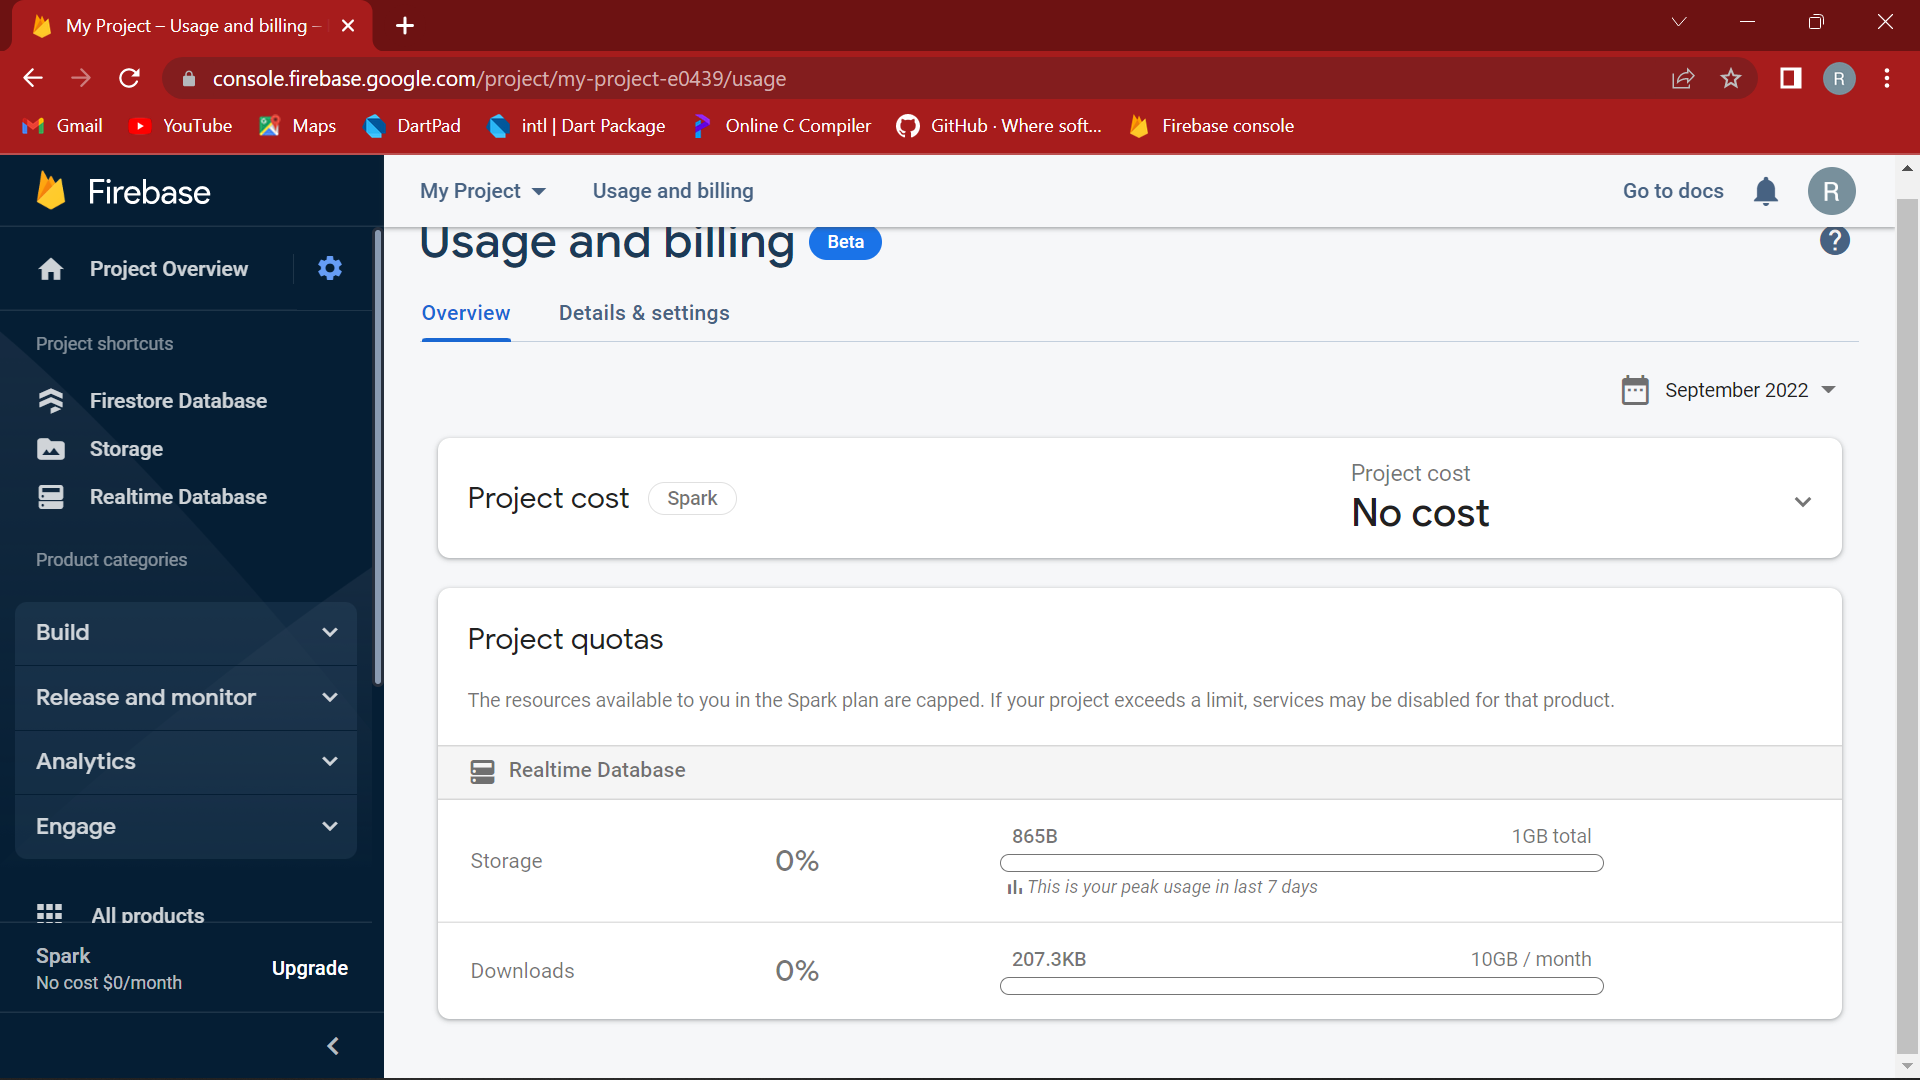 My Project – Usage and billing –
console.firebase.google.com/project/my-project-e0439/usage
R
Gmail YouTube Maps DartPad intl | Dart Package Online C Compiler GitHub · Where soft... Firebase console
Firebase
Project Overview
Project shortcuts
Firestore Database
Storage
Realtime Database
Product categories
Build
Release and monitor
Analytics
Engage
All products
Spark
No cost $0/month
Upgrade
My Project Usage and billing Go to docs R
Usage and billing Beta ?
Overview Details & settings
September 2022
Project cost Spark
Project cost
No cost
Project quotas
The resources available to you in the Spark plan are capped. If your project exceeds a limit, services may be disabled for that product.
Realtime Database
Storage 0%
865B 1GB total
This is your peak usage in last 7 days
Downloads 0%
207.3KB 10GB / month